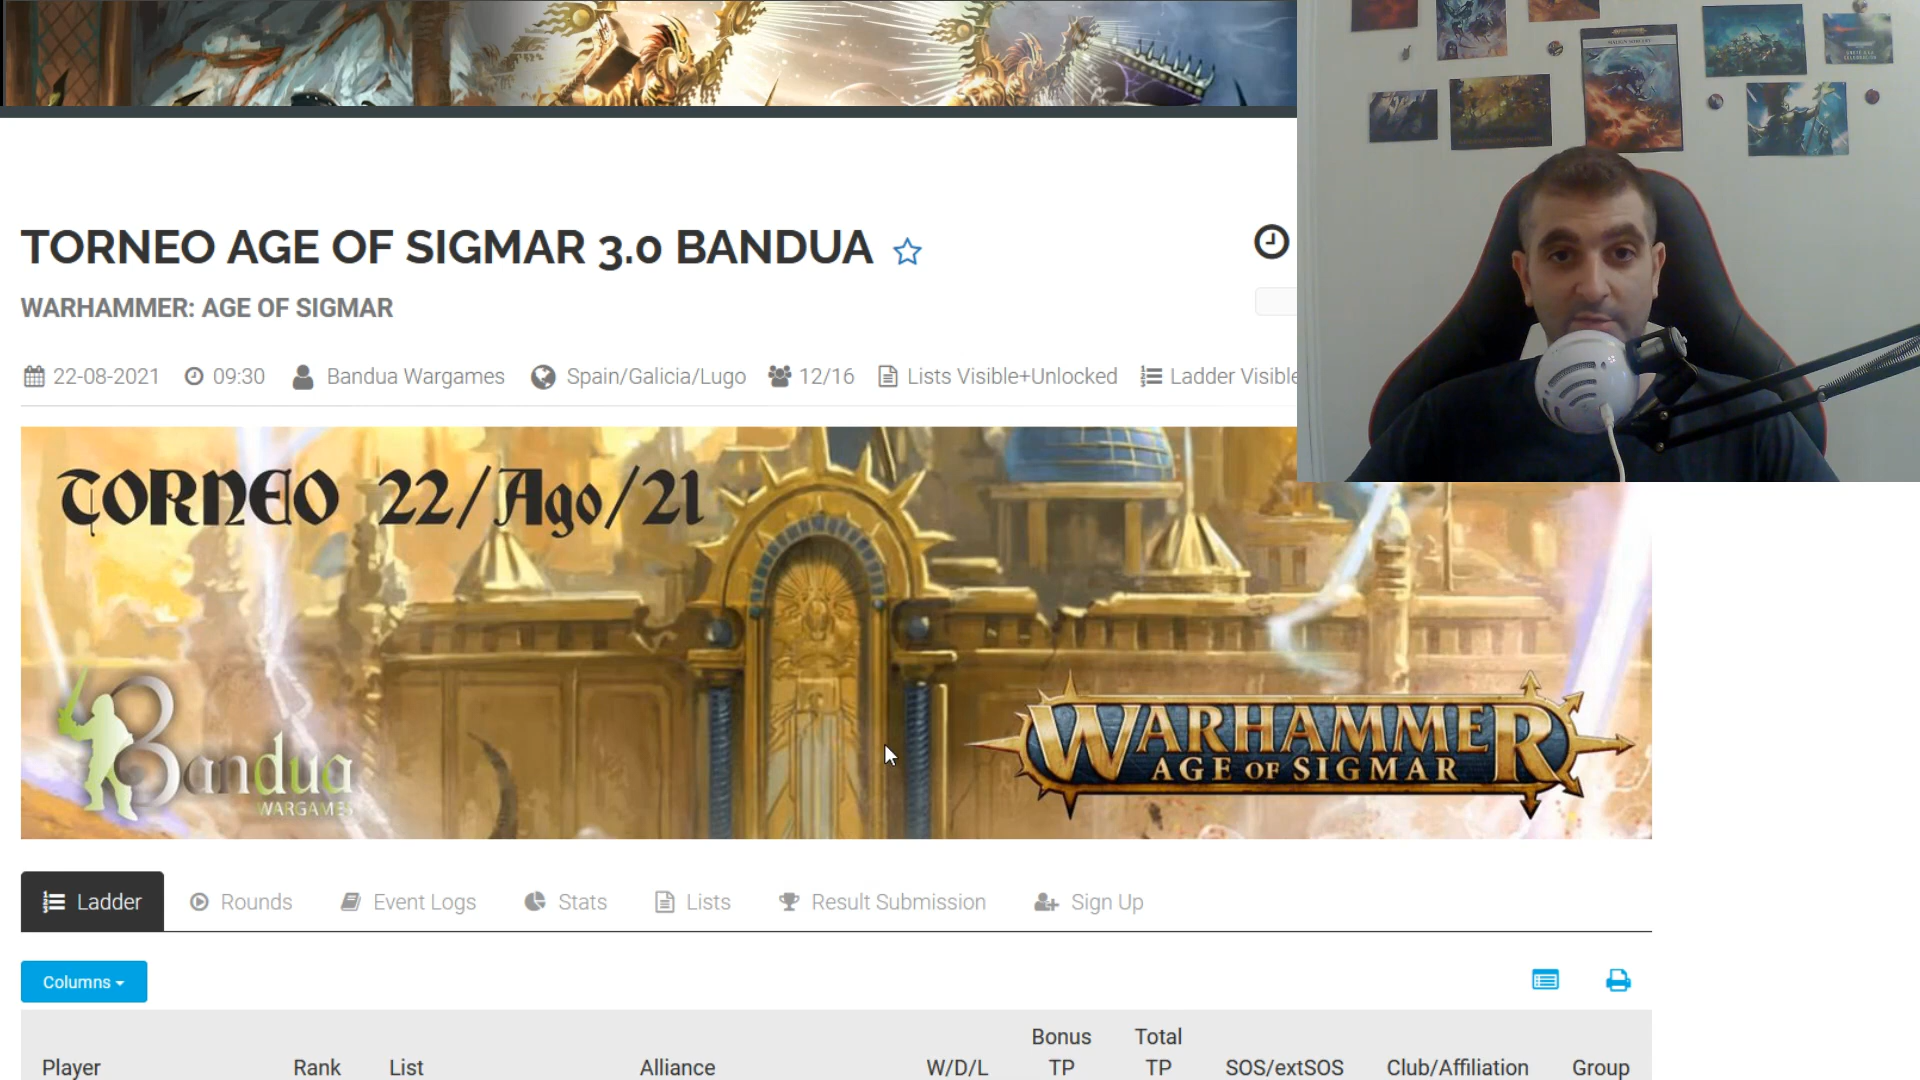 TORNEO AGE OF SIGMAR 3.0 BANDUA
WARHAMMER: AGE OF SIGMAR
22-08-2021 09:30 Bandua Wargames Spain/Galicia/Lugo 12/16 Lists Visible+Unlocked Ladder Visible
TORNEO 22/Ago/21
Bandua
WARGAMES
WARHAMMER
AGE OF SIGMAR
Ladder Rounds Event Logs Stats Lists Result Submission Sign Up
Columns
Player Rank List Alliance W/D/L Bonus TP Total TP SOS/extSOS Club/Affiliation Group